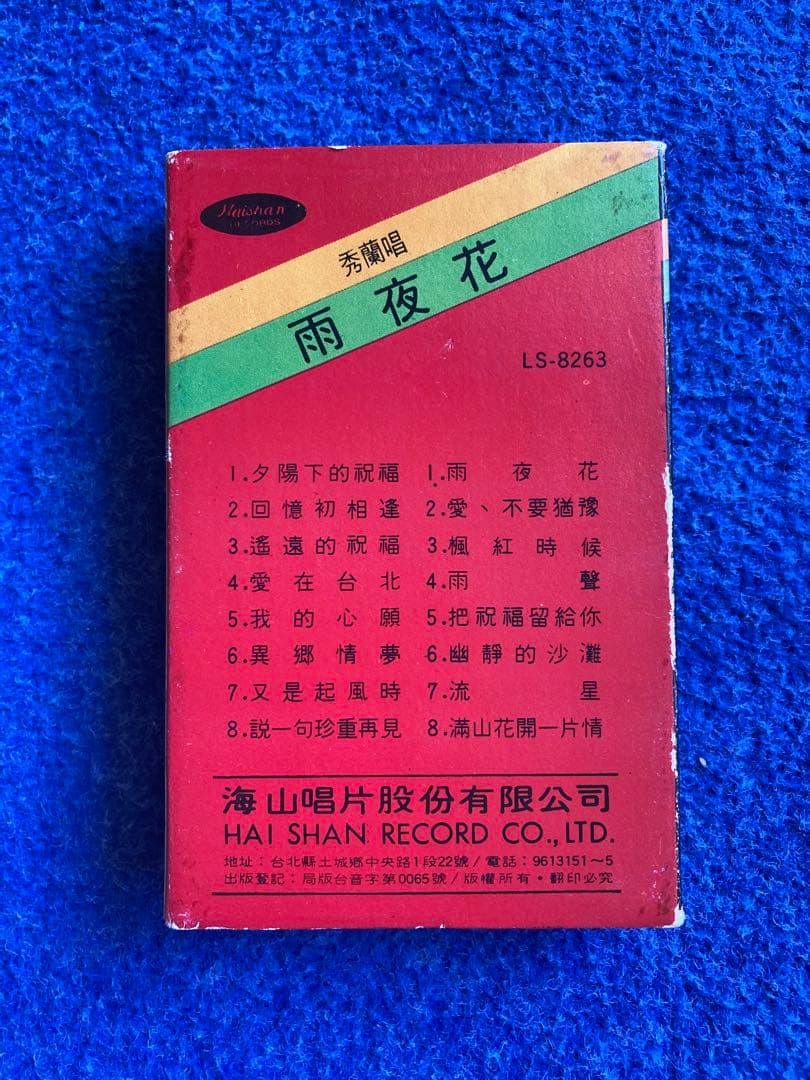 Haishan
RECORDS
秀蘭唱
雨夜花
LS-8263
1.夕陽下的祝福 1.雨夜花
2.回憶初相逢 2.愛、不要猶豫
3.遙遠的祝福 3.楓紅時候
4.愛在台北 4.雨聲
5.我的心願 5.把祝福留給你
6.異鄉情夢 6.幽靜的沙灘
7.又是起風時 7.流星
8.說一句珍重再見 8.滿山花開一片情
海山唱片股份有限公司
HAI SHAN RECORD CO., LTD.
地址：台北縣土城鄉中央路1段22號/電話：9613151～5
出版登記：局版台音字第0065號/版權所有・翻印必究